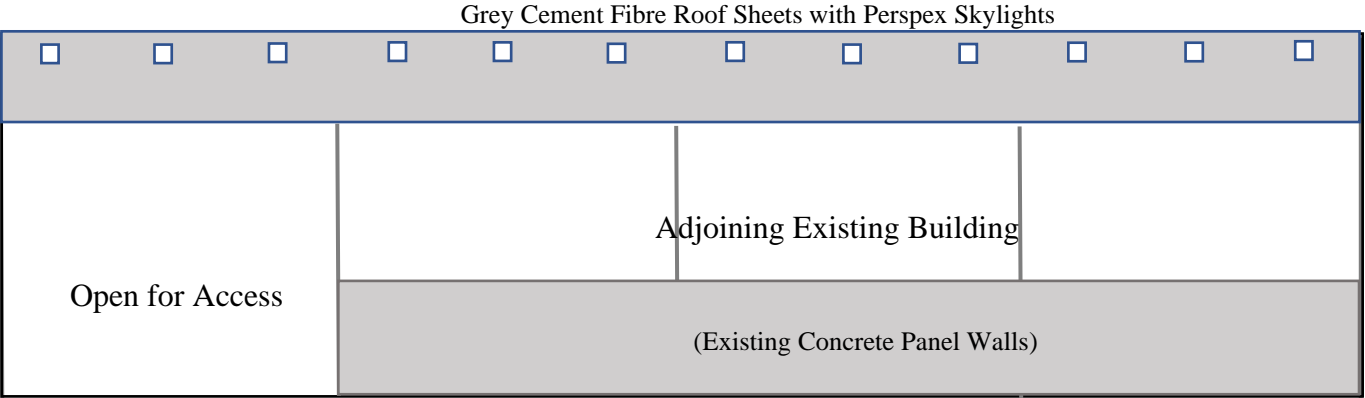 Grey Cement Fibre Roof Sheets with Perspex Skylights
Adjoining Existing Building
Open for Access
(Existing Concrete Panel Walls)